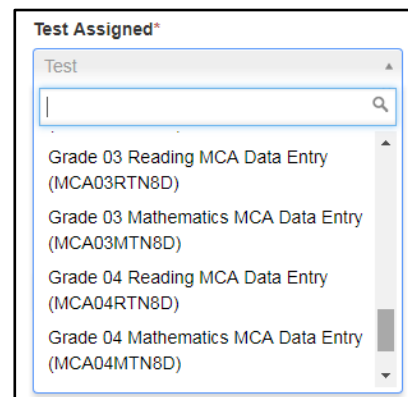 Test Assigned*
Test
Grade 03 Reading MCA Data Entry
(MCA03RTN8D)
Grade 03 Mathematics MCA Data Entry
(MCA03MTN8D)
Grade 04 Reading MCA Data Entry
(MCA04RTN8D)
Grade 04 Mathematics MCA Data Entry
(MCA04MTN8D)